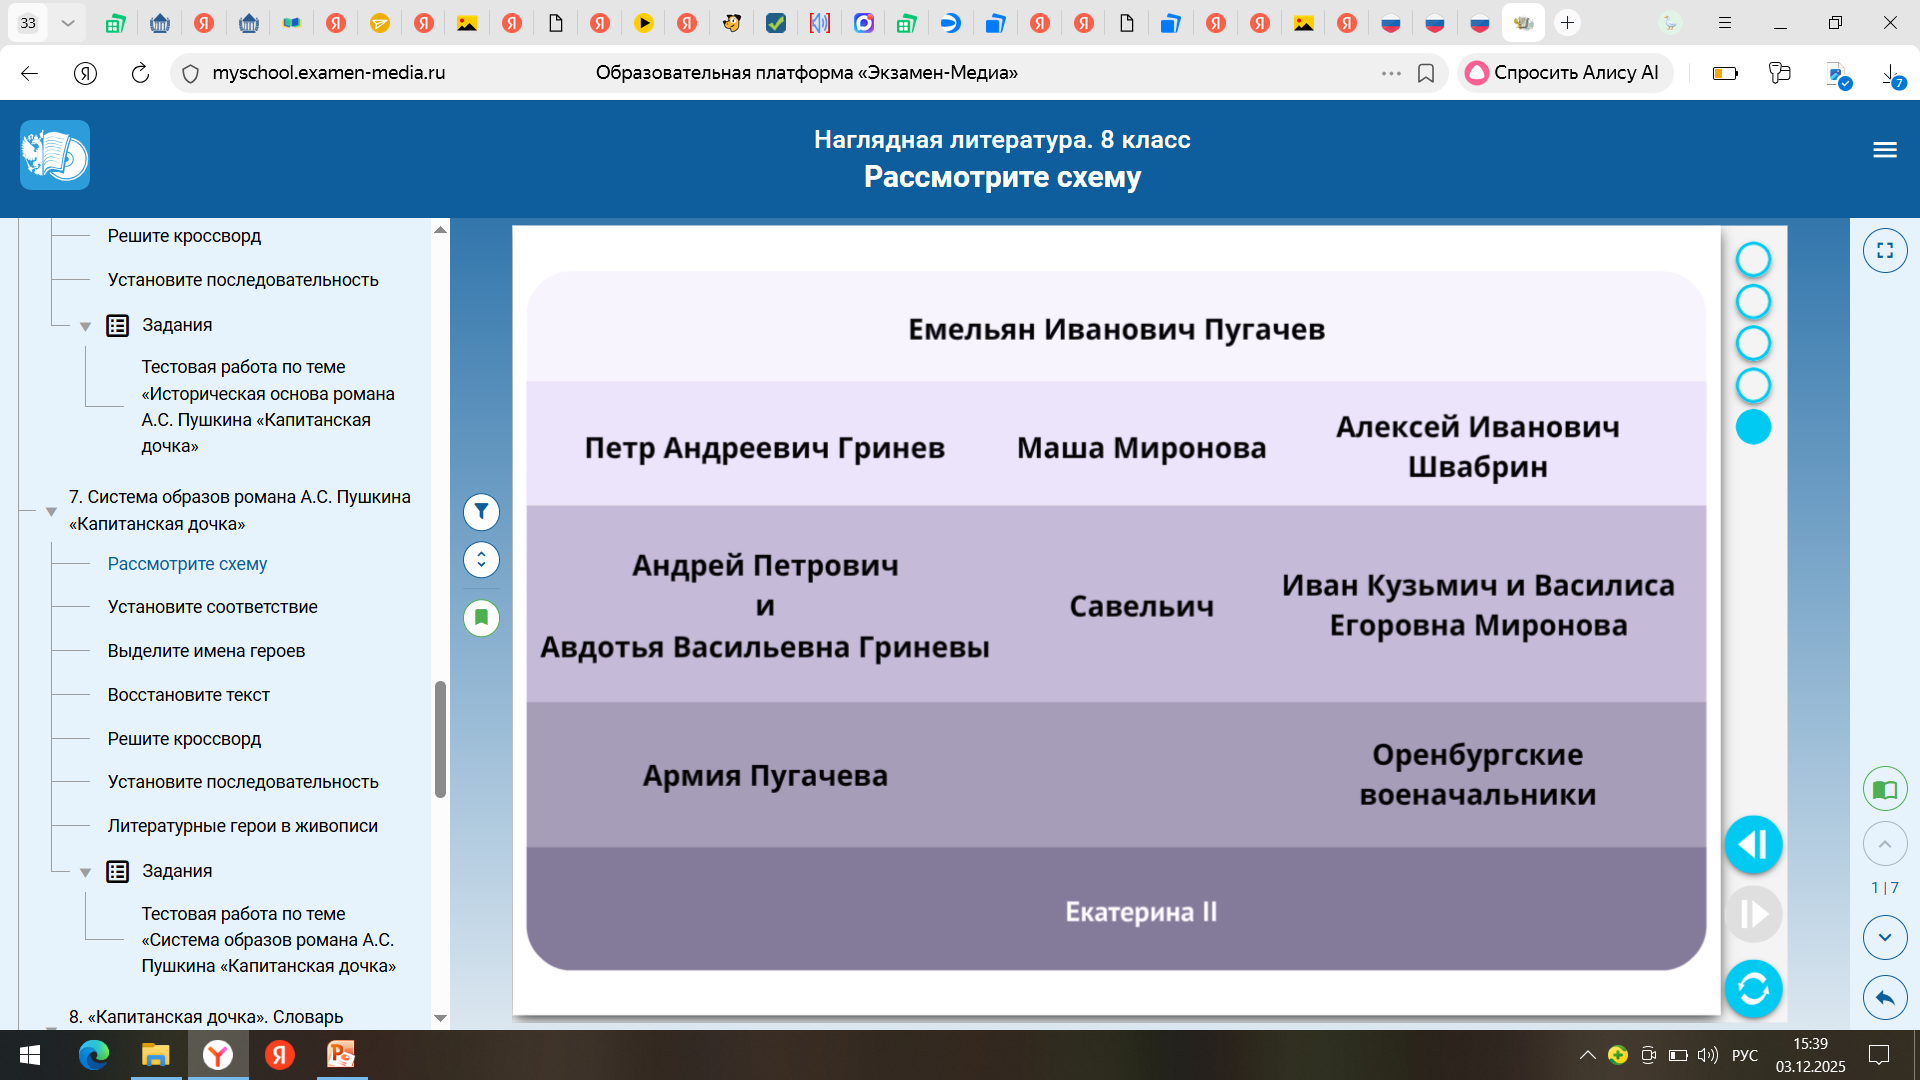 33
myschool.examen-media.ru
Образовательная платформа «Экзамен-Медиа»
Спросить Алису AI
7
Наглядная литература. 8 класс
Рассмотрите схему
Решите кроссворд
Установите последовательность
Задания
Тестовая работа по теме
«Историческая основа романа
А.С. Пушкина «Капитанская
дочка»
7. Система образов романа А.С. Пушкина
«Капитанская дочка»
Рассмотрите схему
Установите соответствие
Выделите имена героев
Восстановите текст
Решите кроссворд
Установите последовательность
Литературные герои в живописи
Задания
Тестовая работа по теме
«Система образов романа А.С.
Пушкина «Капитанская дочка»
8. «Капитанская дочка». Словарь
Емельян Иванович Пугачев
Петр Андреевич Гринев
Маша Миронова
Алексей Иванович
Швабрин
Андрей Петрович
и
Авдотья Васильевна Гриневы
Савельич
Иван Кузьмич и Василиса
Егоровна Миронова
Армия Пугачева
Оренбургские
военачальники
Екатерина II
1 | 7
РУС
15:39
03.12.2025